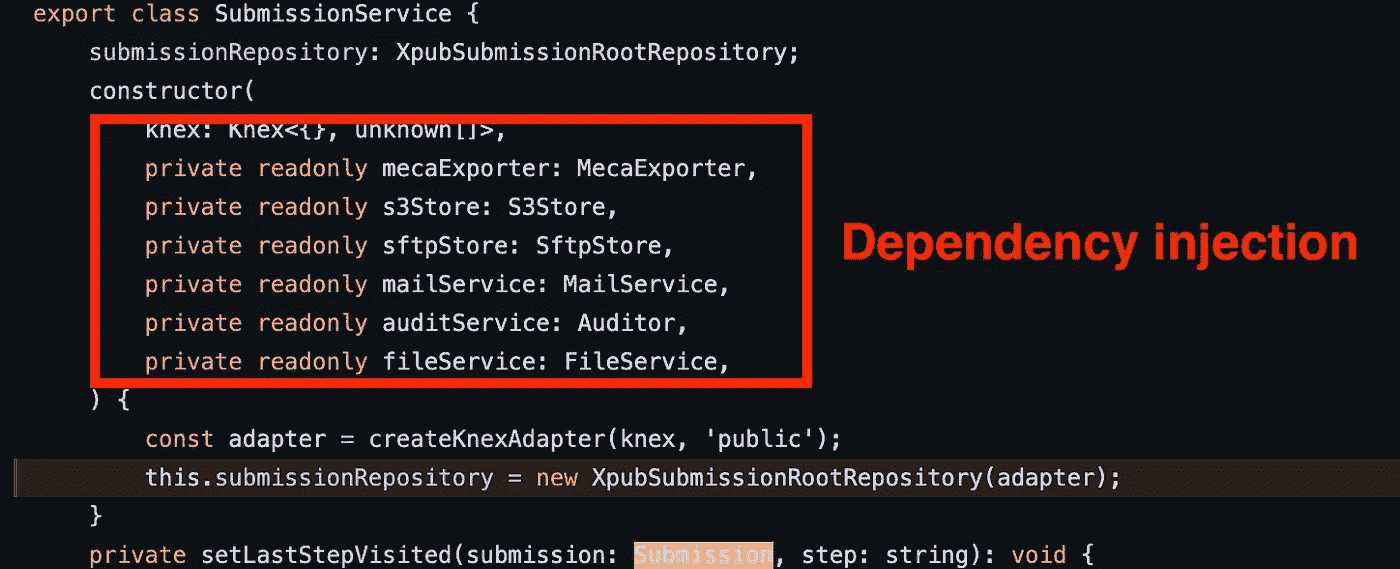 export class SubmissionService {
submissionRepository: XpubSubmissionRootRepository;
constructor(
knex: Knex<{}, unknown[]>,
private readonly mecaExporter: MecaExporter,
private readonly s3Store: S3Store,
private readonly sftpStore: SftpStore,
private readonly mailService: MailService,
private readonly auditService: Auditor,
private readonly fileService: FileService,
Dependency injection
) {
const adapter = createKnexAdapter(knex, 'public');
this.submissionRepository = new XpubSubmissionRootRepository(adapter);
}
private setLastStepVisited(submission: Submission, step: string): void {